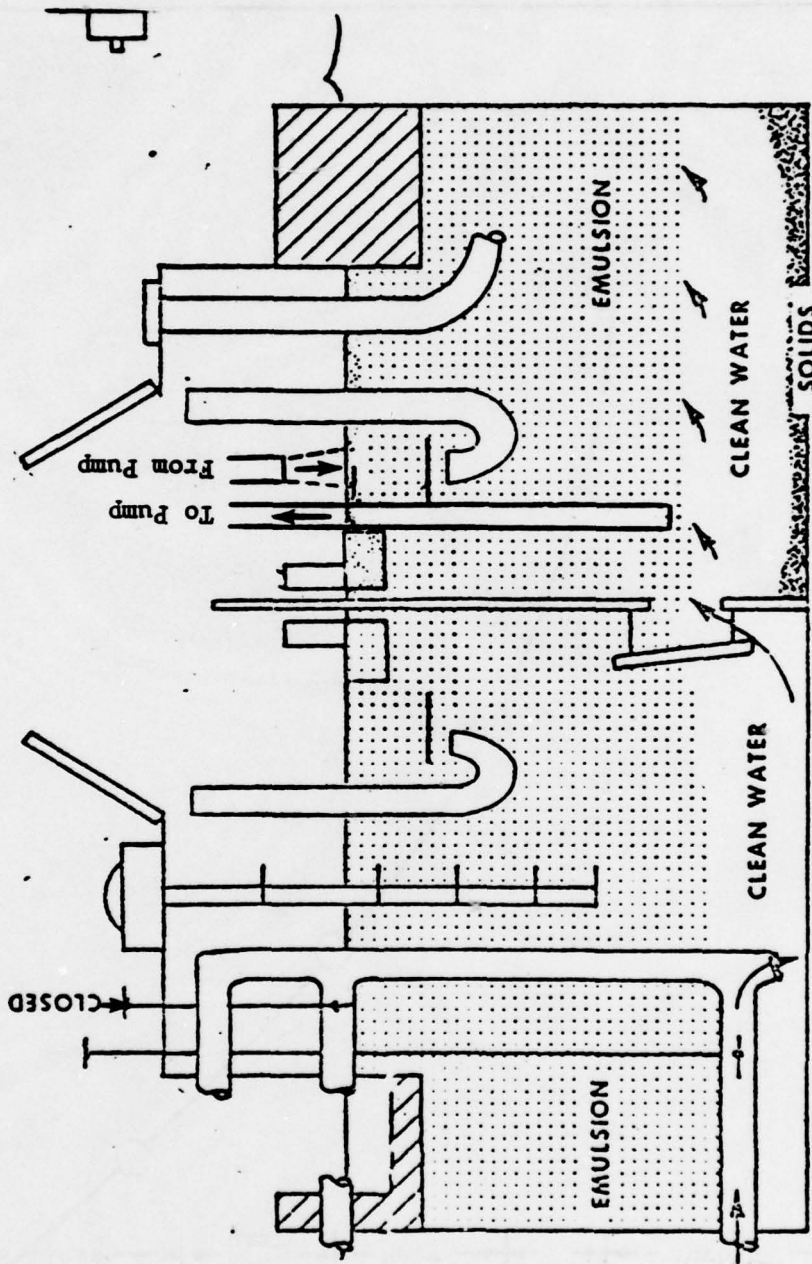 From Pump
To Pump
CLOSED
EMULSION
CLEAN WATER
SOLIDS
CLEAN WATER
EMULSION